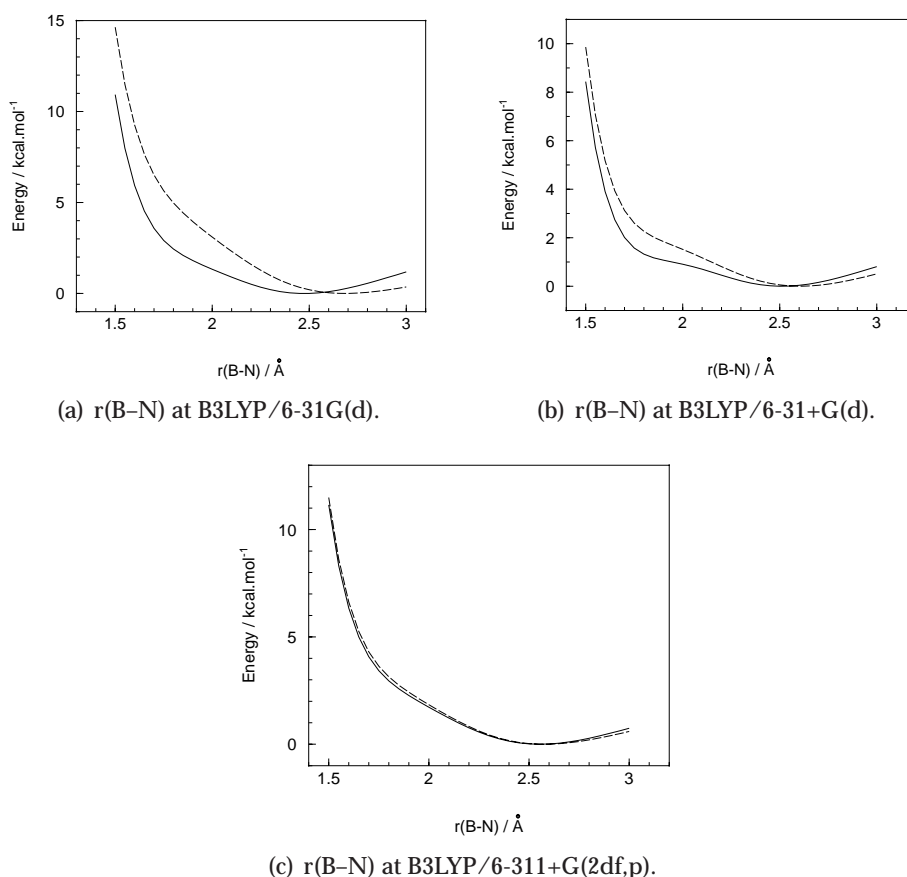 15
10
5
0
Energy / kcal.mol-1
1.5 2 2.5 3
r(B-N) / Å
(a) r(B–N) at B3LYP/6-31G(d).
10
8
6
4
2
0
Energy / kcal.mol-1
1.5 2 2.5 3
r(B-N) / Å
(b) r(B–N) at B3LYP/6-31+G(d).
10
5
0
Energy / kcal.mol-1
1.5 2 2.5 3
r(B-N) / Å
(c) r(B–N) at B3LYP/6-311+G(2df,p).